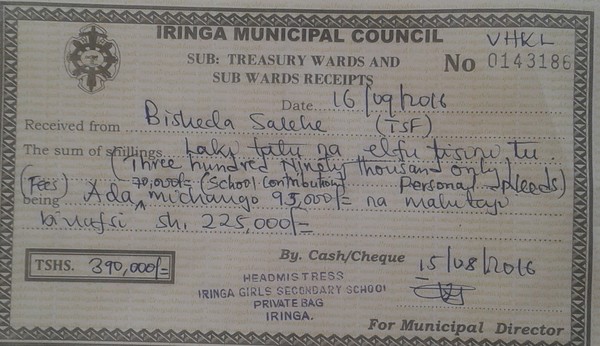 IRINGA MUNICIPAL COUNCIL
VHKL
SUB: TREASURY WARDS AND
SUB WARDS RECEIPTS
No 0143186
Date 16/09/2016
Received from Bisheda Salehe (TSF)
The sum of shillings Laki tatu na elfu tisini tu.
(Three hundred Ninety thousand only)
(Fees) 70,000/= (School Contribution) Personal needs)
being Ada, michango 95,000/= na mahitaji
binafsi sh. 225,000/=
TSHS. 390,000/=
By. Cash/Cheque 15/08/2016
HEADMISTRESS
IRINGA GIRLS SECONDARY SCHOOL
PRIVATE BAG
IRINGA.
For Municipal Director